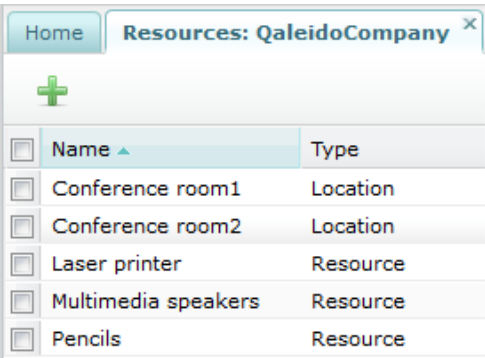 Home Resources: QaleidoCompany ×
Name Type
Conference room1 Location
Conference room2 Location
Laser printer Resource
Multimedia speakers Resource
Pencils Resource